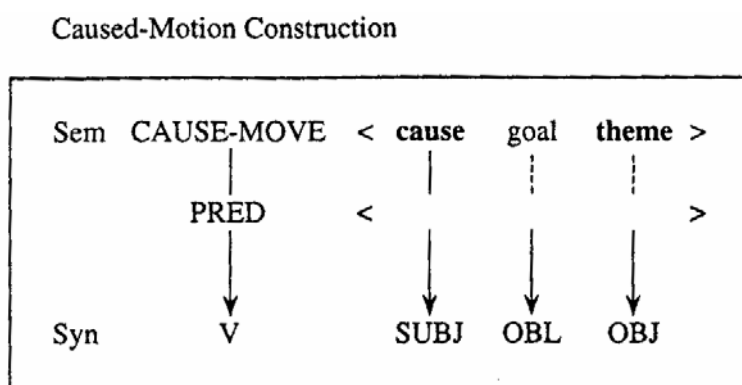 Caused-Motion Construction
Sem CAUSE-MOVE < cause goal theme >
PRED < >
Syn V SUBJ OBL OBJ